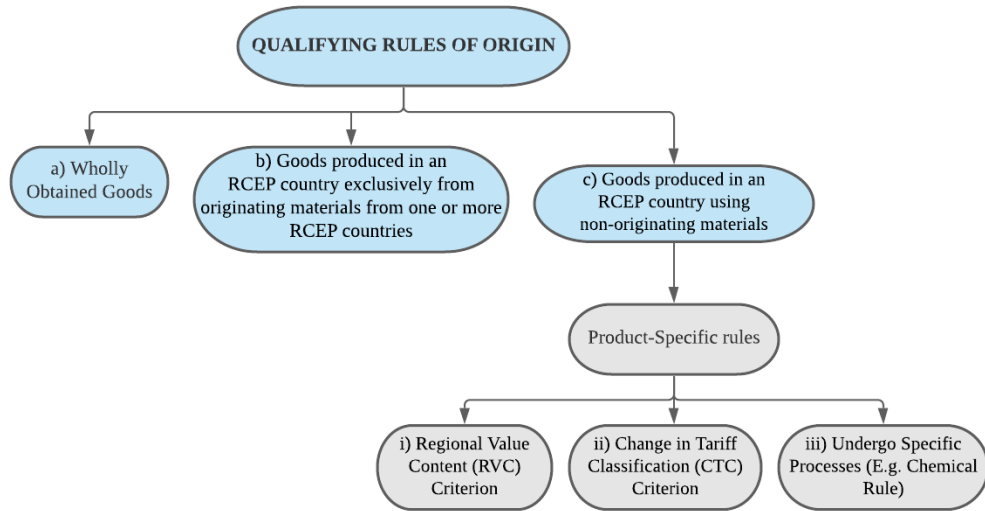 QUALIFYING RULES OF ORIGIN
a) Wholly
Obtained Goods
b) Goods produced in an
RCEP country exclusively from
originating materials from one or more
RCEP countries
c) Goods produced in an
RCEP country using
non-originating materials
Product-Specific rules
i) Regional Value
Content (RVC)
Criterion
ii) Change in Tariff
Classification (CTC)
Criterion
iii) Undergo Specific
Processes (E.g. Chemical
Rule)